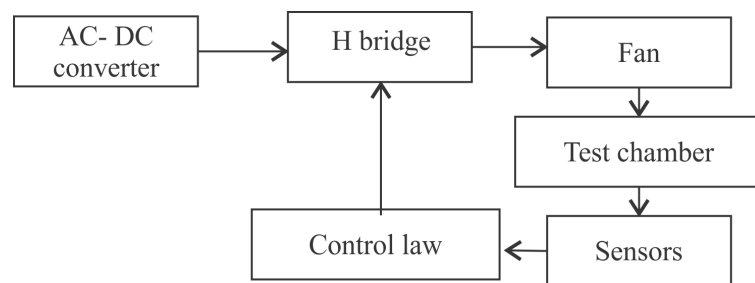 AC- DC
converter
H bridge
Fan
Test chamber
Control law
Sensors